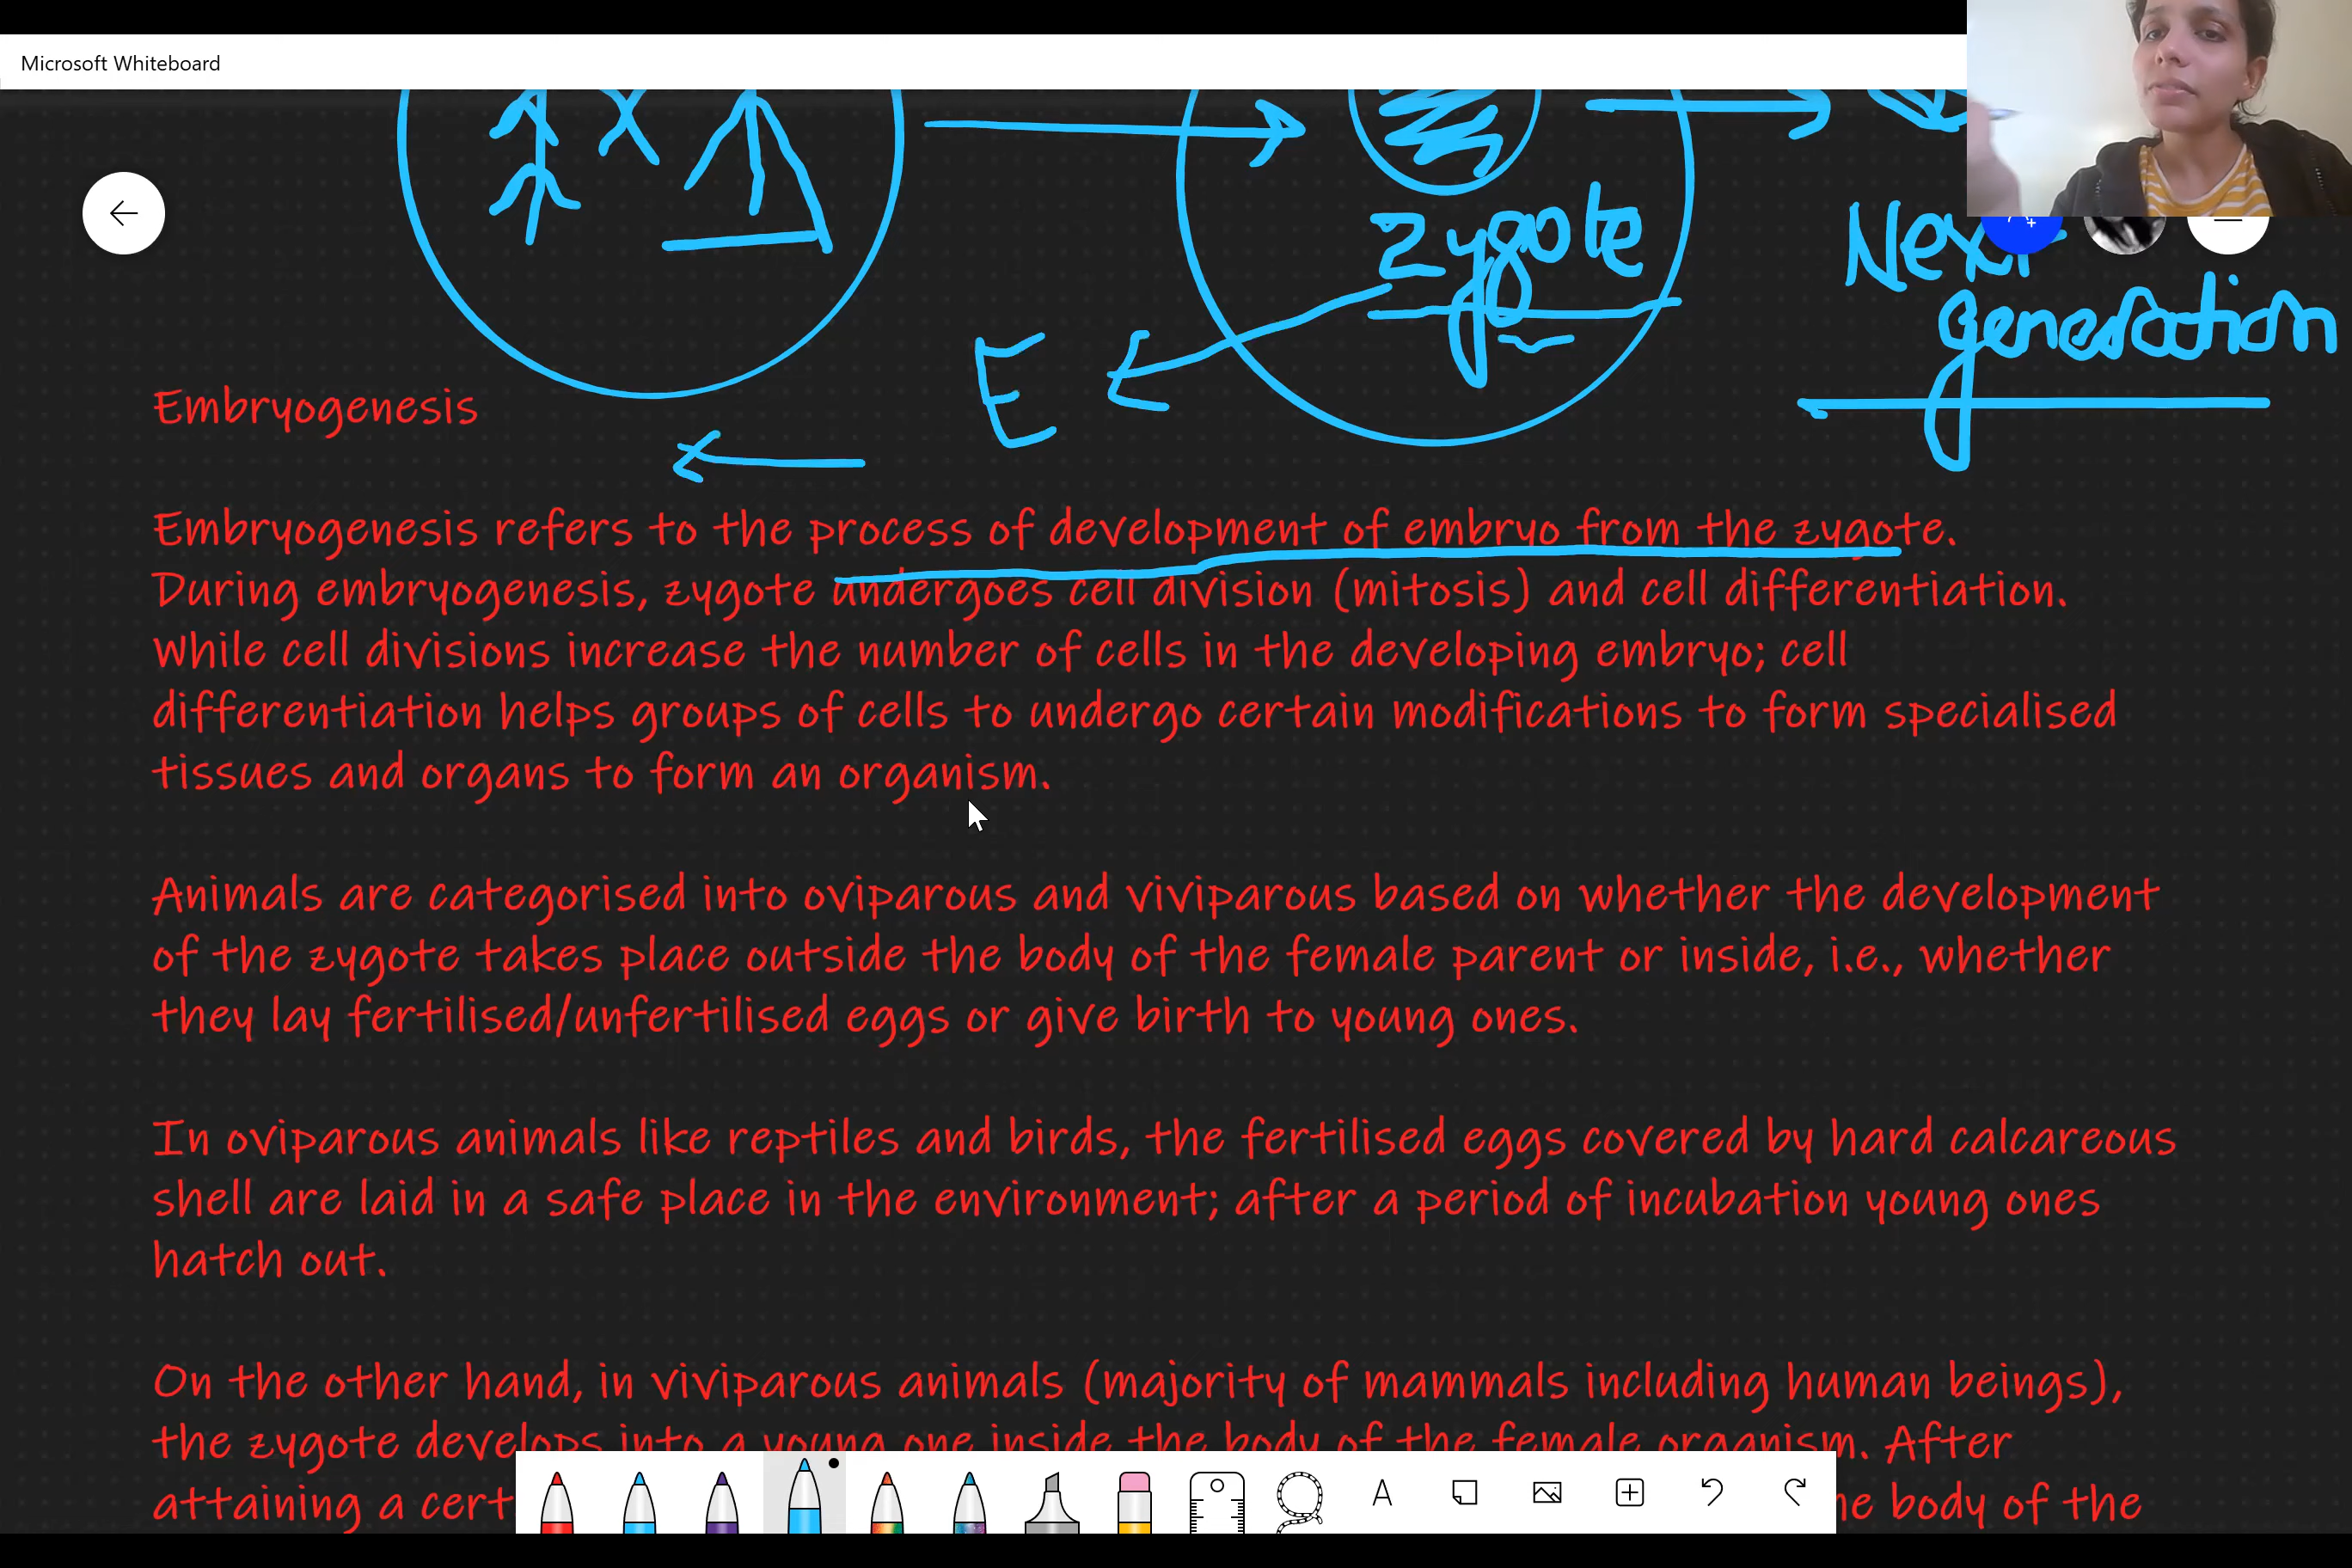 Microsoft Whiteboard
zygote
Next
generation
E
Embryogenesis
Embryogenesis refers to the process of development of embryo from the zygote.
During embryogenesis, zygote undergoes cell division (mitosis) and cell differentiation.
While cell divisions increase the number of cells in the developing embryo; cell
differentiation helps groups of cells to undergo certain modifications to form specialised
tissues and organs to form an organism.
Animals are categorised into oviparous and viviparous based on whether the development
of the zygote takes place outside the body of the female parent or inside, i.e., whether
they lay fertilised/unfertilised eggs or give birth to young ones.
In oviparous animals like reptiles and birds, the fertilised eggs covered by hard calcareous
shell are laid in a safe place in the environment; after a period of incubation young ones
hatch out.
On the other hand, in viviparous animals (majority of mammals including human beings),
the zygote develops into a young one inside the body of the female organism. After
attaining a body of the